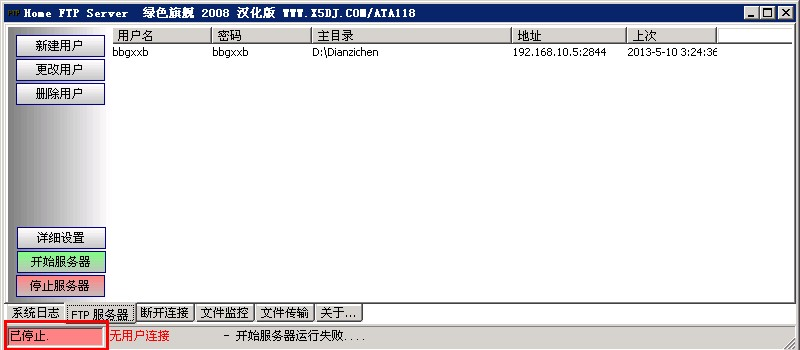 Home FTP Server 绿色旗舰 2008 汉化版 WWW.X5DJ.COM/ATA118
新建用户
更改用户
删除用户
用户名 密码 主目录 地址 上次
bbgxxb bbgxxb D:\Dianzichen 192.168.10.5:2844 2013-5-10 3:24:36
详细设置
开始服务器
停止服务器
系统日志 FTP 服务器 断开连接 文件监控 文件传输 关于...
已停止. 无用户连接 - 开始服务器运行失败....